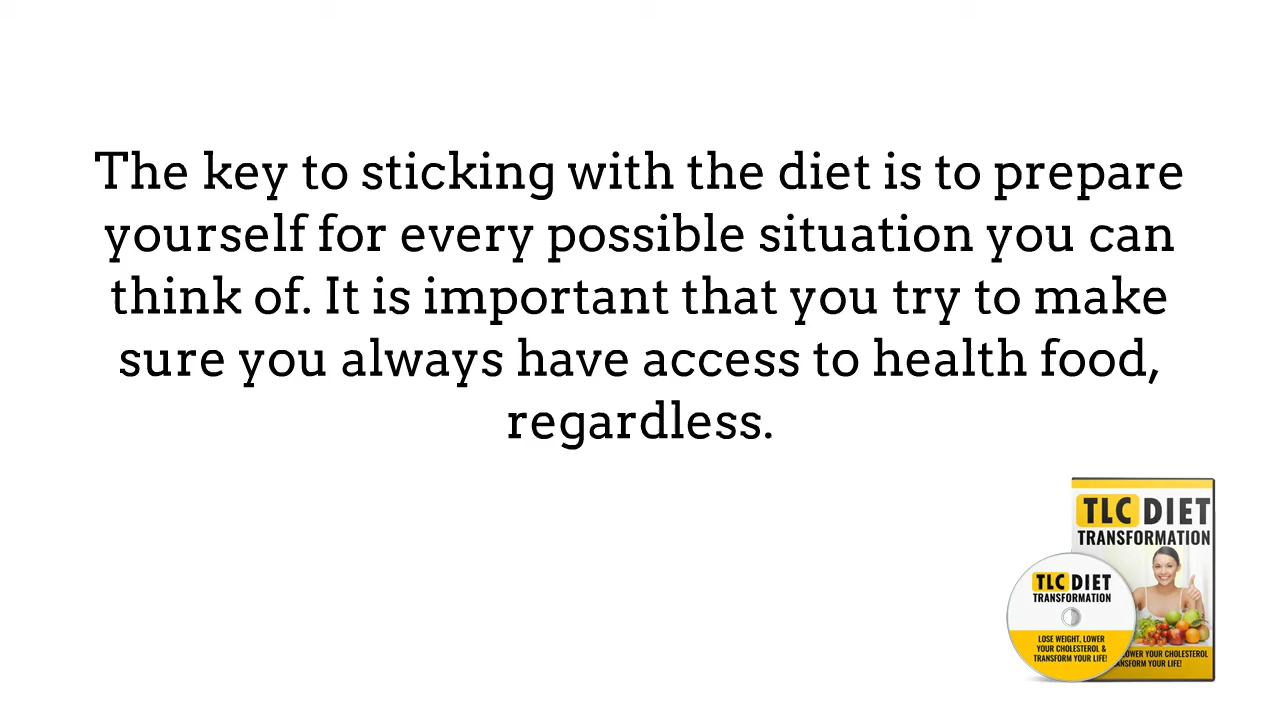 The key to sticking with the diet is to prepare
yourself for every possible situation you can
think of. It is important that you try to make
sure you always have access to health food,
regardless.
TLC DIET
TRANSFORMATION
TLC DIET
TRANSFORMATION
LOSE WEIGHT, LOWER
YOUR CHOLESTEROL &
TRANSFORM YOUR LIFE!
LOWER YOUR CHOLESTEROL
YOUR LIFE!